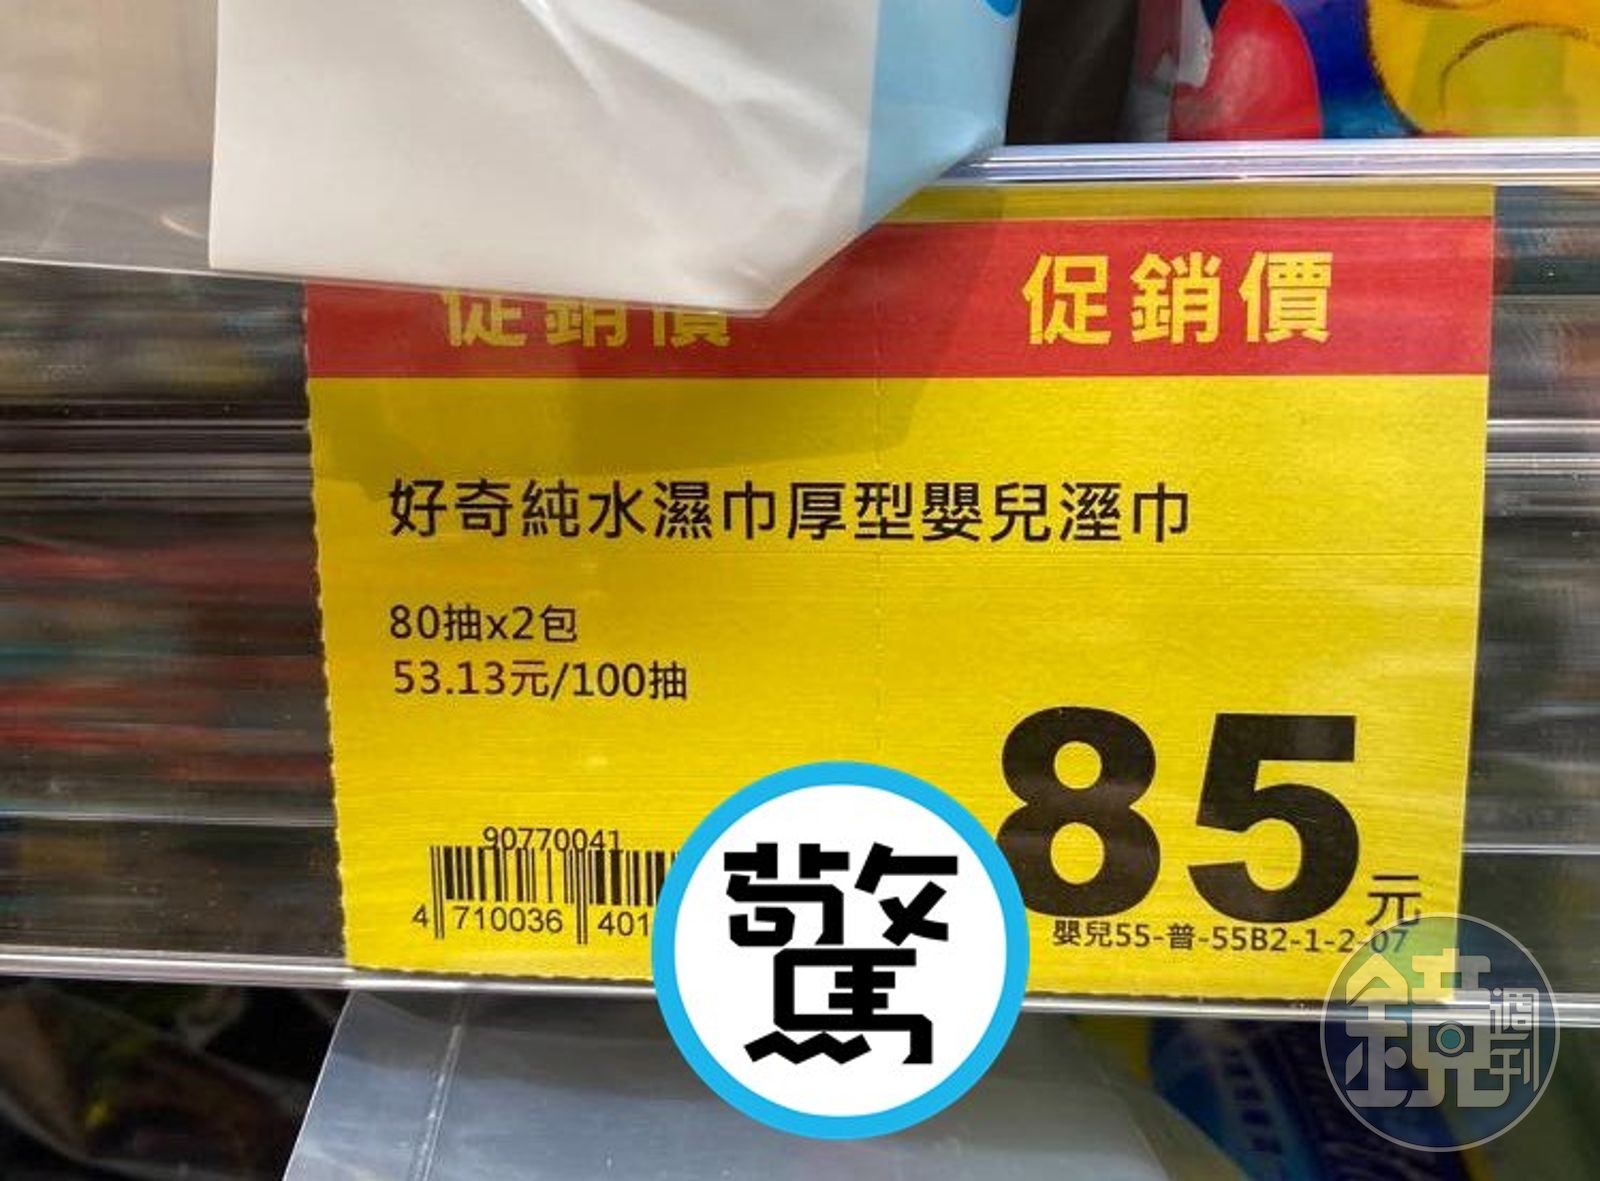 促銷價 促銷價
好奇純水濕巾厚型嬰兒溼巾
80抽x2包
53.13元/100抽
85元
90770041
4 710036 401
嬰兒55-普-55B2-1-2-07
驚
鏡週刊